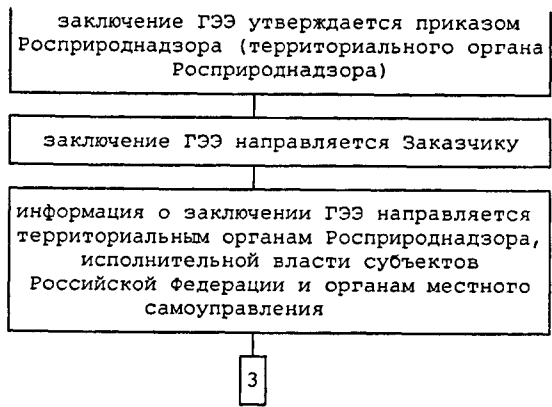 заключение ГЭЭ утверждается приказом
Росприроднадзора (территориального органа
Росприроднадзора)
заключение ГЭЭ направляется Заказчику
информация о заключении ГЭЭ направляется
территориальным органам Росприроднадзора,
исполнительной власти субъектов
Российской Федерации и органам местного
самоуправления
3